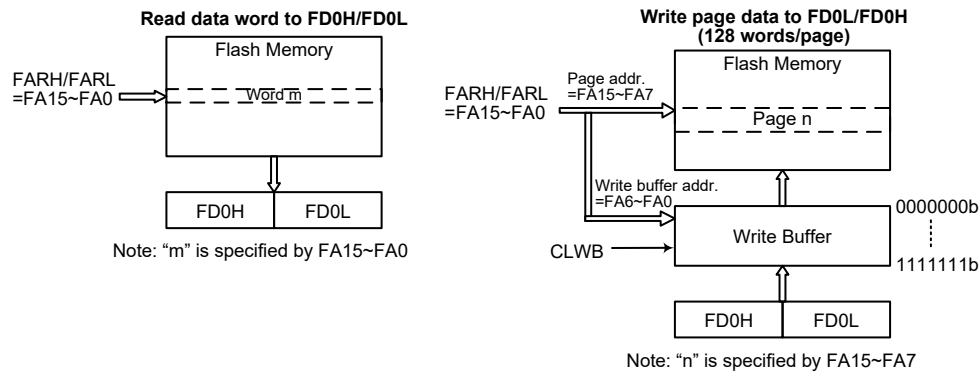 Read data word to FD0H/FD0L
Flash Memory
FARH/FARL
=FA15~FA0
Word m
FD0H
FD0L
Note: “m” is specified by FA15~FA0
Write page data to FD0L/FD0H
(128 words/page)
Flash Memory
FARH/FARL
=FA15~FA0
Page addr.
=FA15~FA7
Page n
Write buffer addr.
=FA6~FA0
CLWB
Write Buffer
0000000b
1111111b
FD0H
FD0L
Note: “n” is specified by FA15~FA7